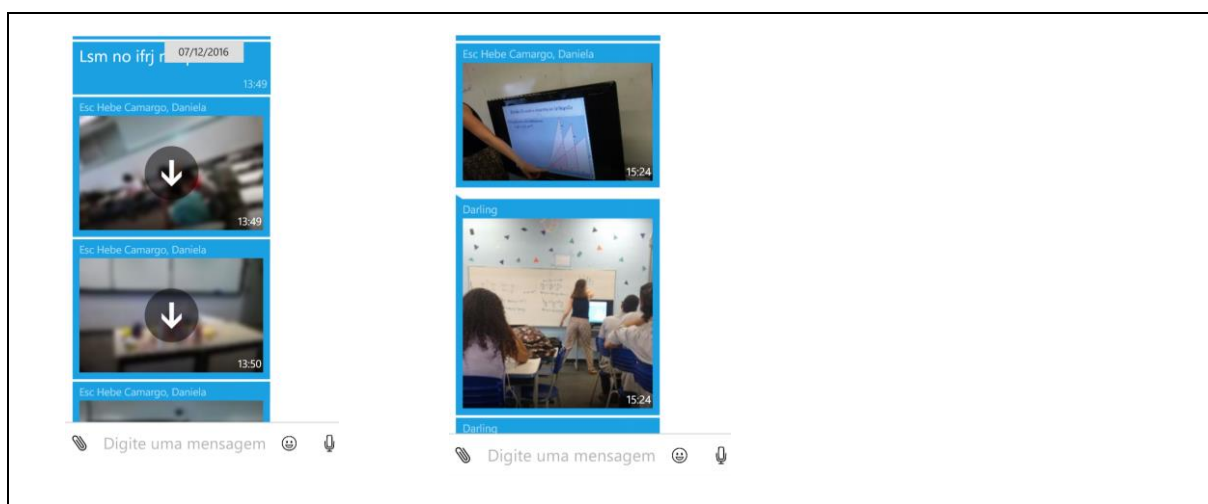 07/12/2016
Lsm no ifrj
13:49
Esc Hebe Camargo, Daniela
13:49
Esc Hebe Camargo, Daniela
13:50
Esc Hebe Camargo, Daniela
Digite uma mensagem
Esc Hebe Camargo, Daniela
15:24
Darling
15:24
Darling
Digite uma mensagem